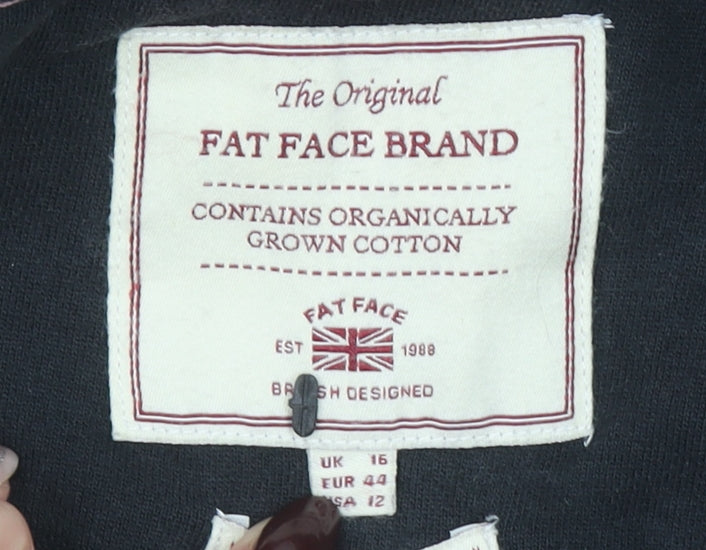 The Original
FAT FACE BRAND
CONTAINS ORGANICALLY
GROWN COTTON
FAT FACE
EST 1988
DESIGNED
UK 16
EUR 44
USA 12